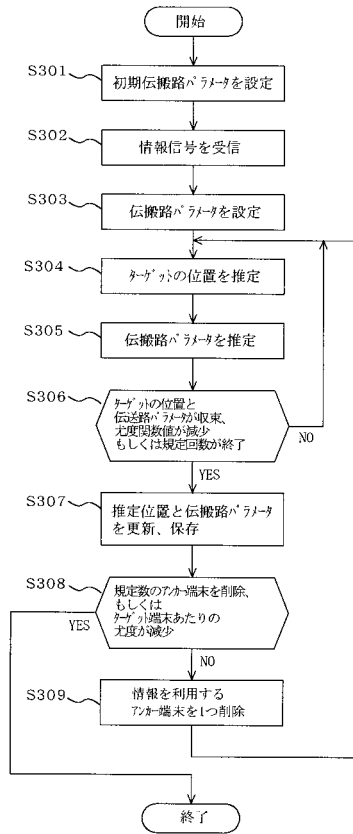 開始
S301
初期伝搬路パラメータを設定
S302
情報信号を受信
S303
伝搬路パラメータを設定
S304
ターゲットの位置を推定
S305
伝搬路パラメータを推定
S306
ターゲットの位置と
伝送路パラメータが収束、
尤度関数値が減少
もしくは規定回数が終了
NO
YES
S307
推定位置と伝搬路パラメータ
を更新、保存
S308
規定数のアンカー端末を削除、
もしくは
ターゲット端末あたりの
尤度が減少
YES
NO
S309
情報を利用する
アンカー端末を1つ削除
終了